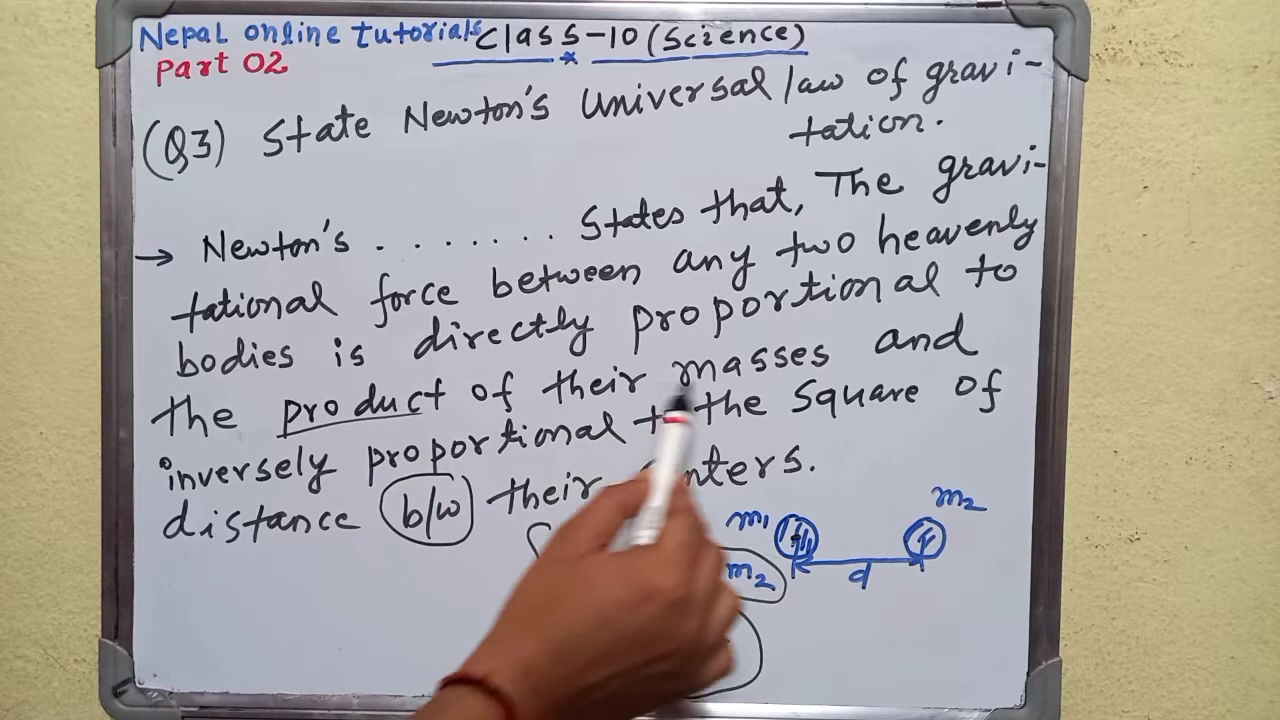 Nepal online tutorials Class-10 (Science)
Part 02
(Q3) State Newton's Universal law of gravi-
tation.
→ Newton's . . . . . . . States that, The gravi-
tational force between any two heavenly
bodies is directly proportional to
the product of their masses and
inversely proportional the Square of
distance b/w their
m1 m2
m2 d